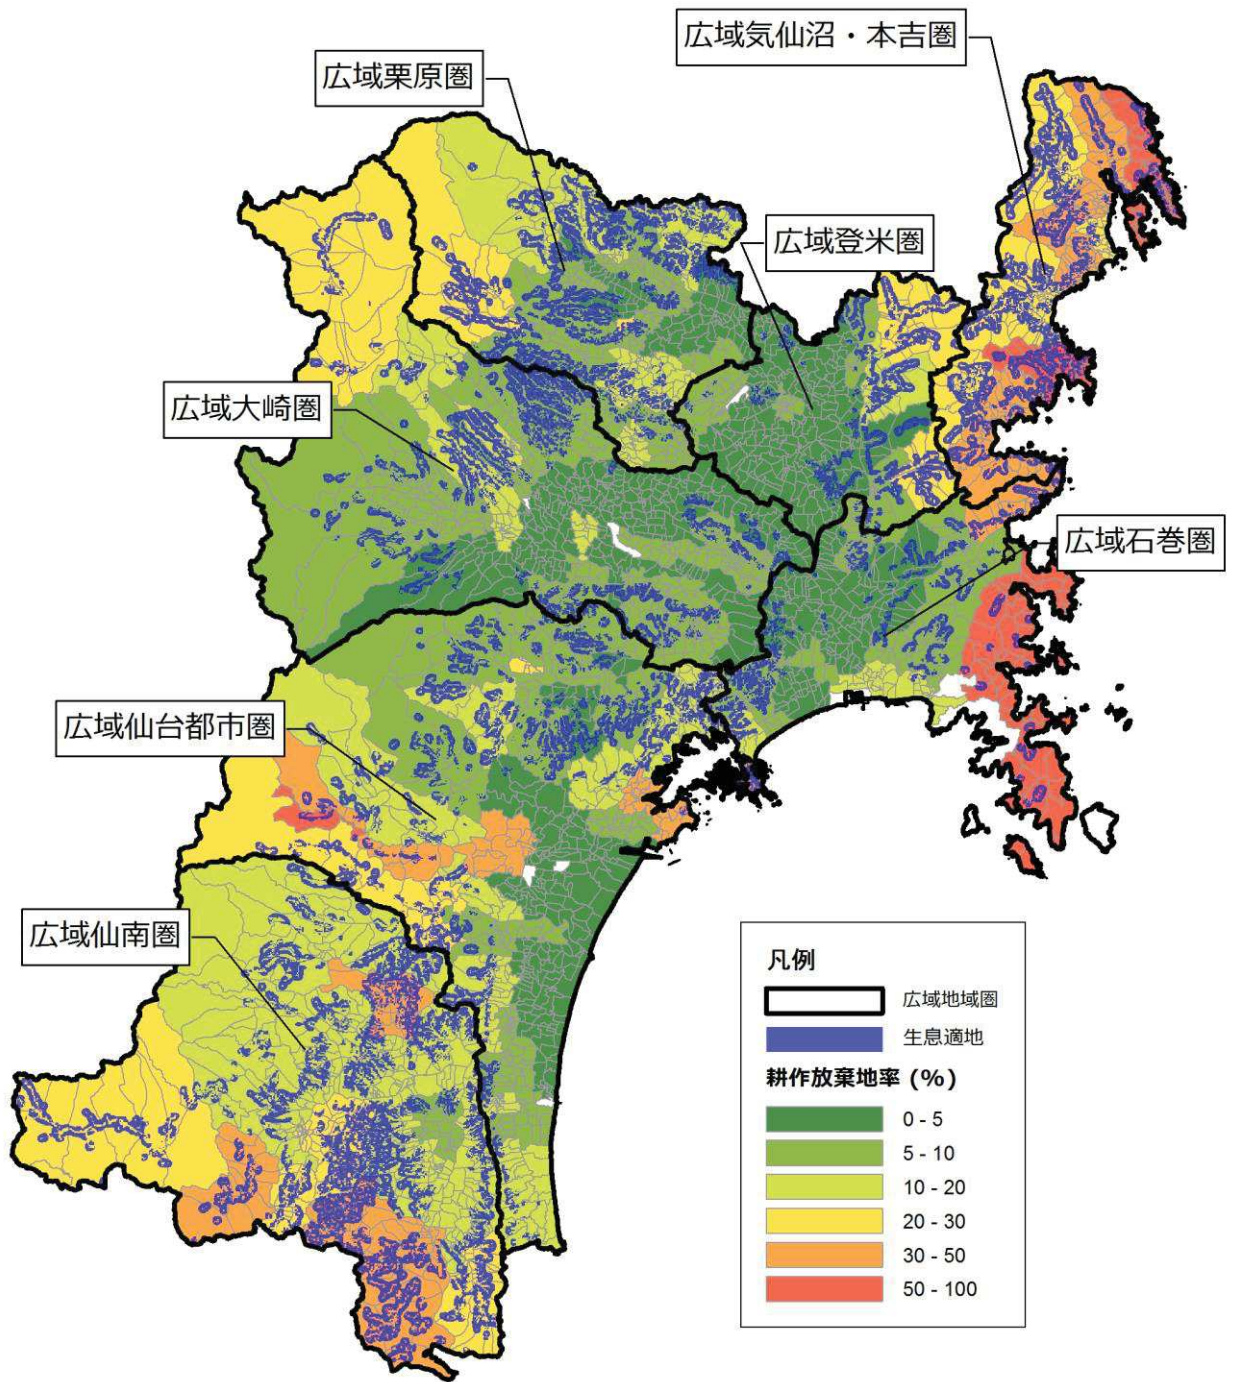 広域気仙沼・本吉圏
広域栗原圏
広域登米圏
広域大崎圏
広域石巻圏
広域仙台都市圏
広域仙南圏
凡例
広域地域圏
生息適地
耕作放棄地率 (%)
0 - 5
5 - 10
10 - 20
20 - 30
30 - 50
50 - 100